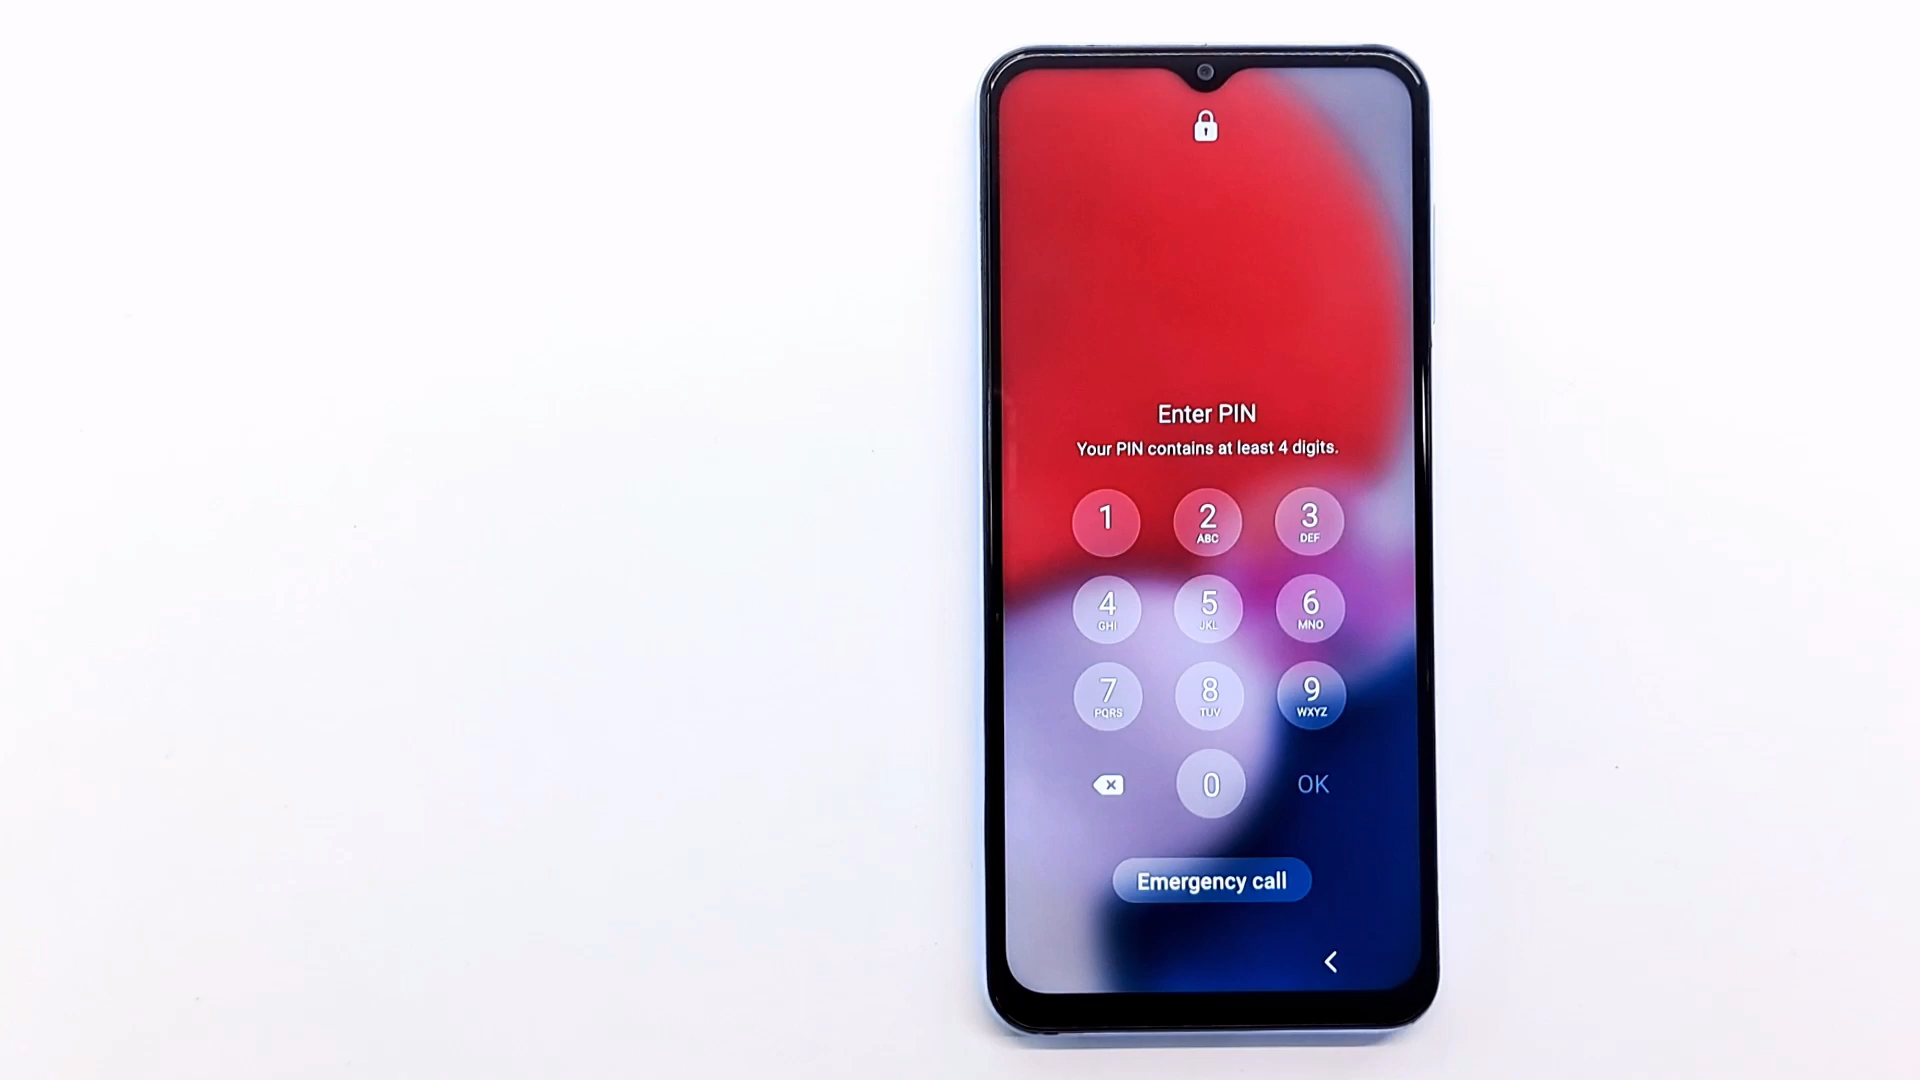 Enter PIN
Your PIN contains at least 4 digits.
1 2 3
ABC DEF
4 5 6
GHI JKL MNO
7 8 9
PQRS TUV WXYZ
0 OK
Emergency call